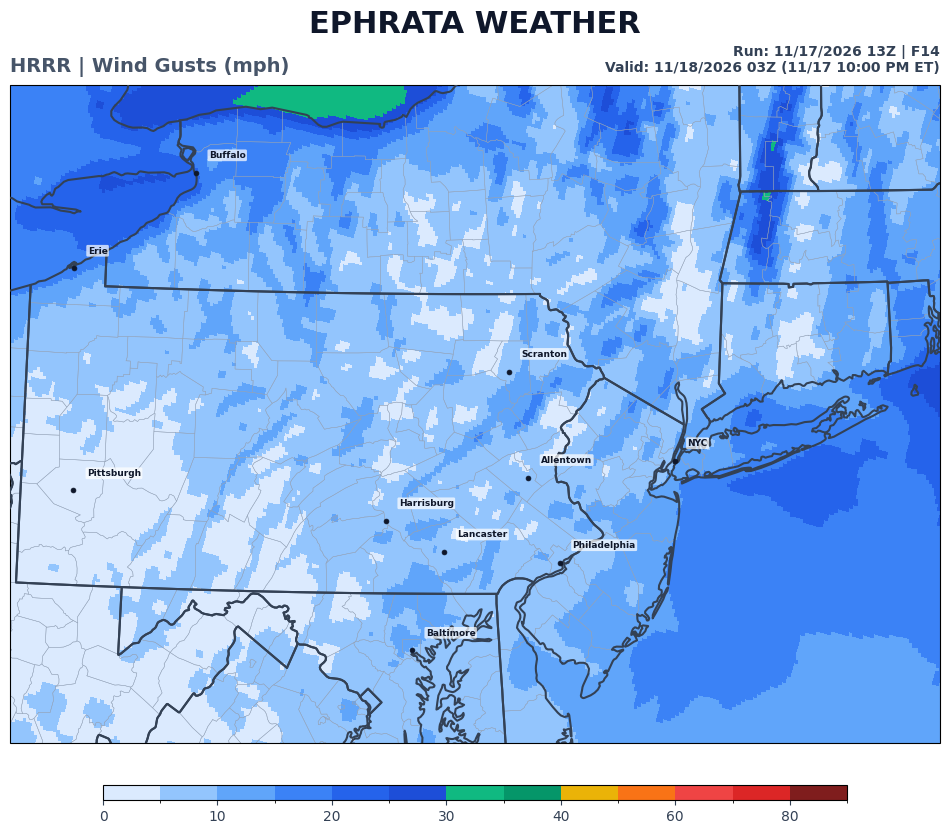 EPHRATA WEATHER
HRRR | Wind Gusts (mph)
Run: 11/17/2026 13Z | F14
Valid: 11/18/2026 03Z (11/17 10:00 PM ET)
Buffalo
Erie
Scranton
NYC
Allentown
Pittsburgh
Harrisburg
Lancaster
Philadelphia
Baltimore
0 10 20 30 40 50 60 70 80